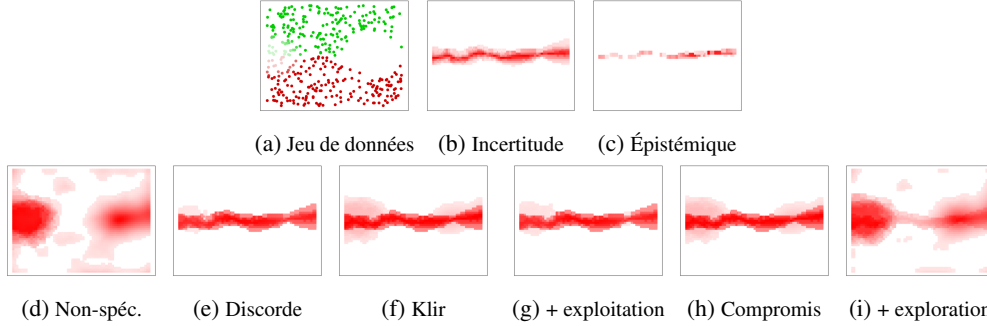 (a) Jeu de données (b) Incertitude (c) Épistémique
(d) Non-spéc. (e) Discorde (f) Klir (g) + exploitation (h) Compromis (i) + exploration